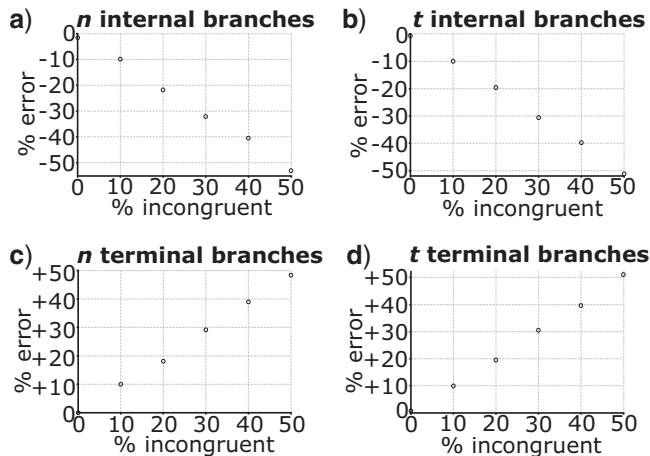 a) n internal branches
0
-10
-20
-30
-40
-50
% error
0 10 20 30 40 50
% incongruent
b) t internal branches
0
-10
-20
-30
-40
-50
% error
0 10 20 30 40 50
% incongruent
c) n terminal branches
+50
+40
+30
+20
+10
0
% error
0 10 20 30 40 50
% incongruent
d) t terminal branches
+50
+40
+30
+20
+10
0
% error
0 10 20 30 40 50
% incongruent